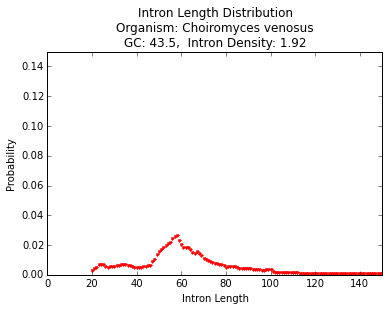 Intron Length Distribution
Organism: Choiromyces venosus
GC: 43.5,  Intron Density: 1.92
0.14
0.12
0.10
0.08
0.06
0.04
0.02
0.00
Probability
0 20 40 60 80 100 120 140
Intron Length